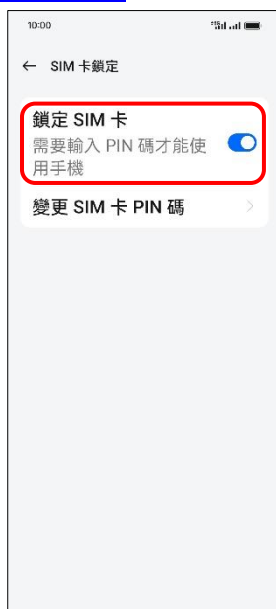 10:00
← SIM 卡鎖定
鎖定 SIM 卡
需要輸入 PIN 碼才能使
用手機
變更 SIM 卡 PIN 碼